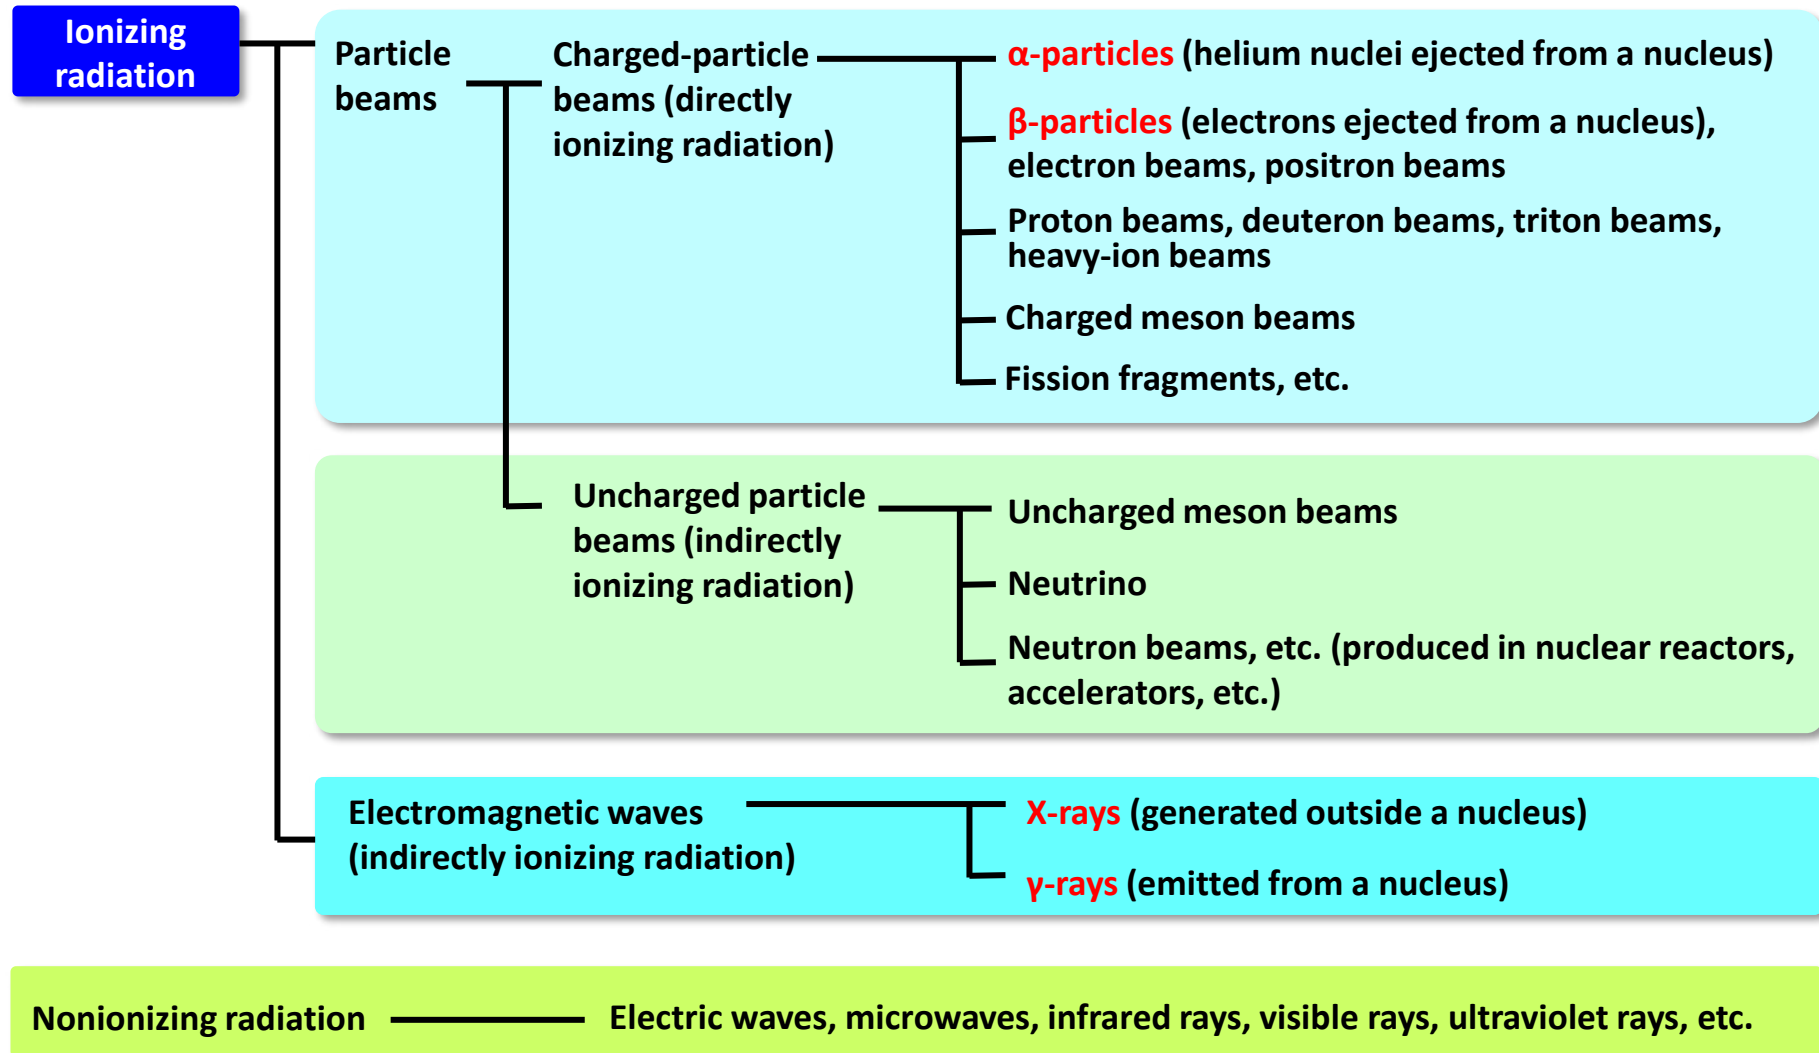 Ionizing
radiation
Particle
beams
Charged-particle
beams (directly
ionizing radiation)
α-particles (helium nuclei ejected from a nucleus)
β-particles (electrons ejected from a nucleus),
electron beams, positron beams
Proton beams, deuteron beams, triton beams,
heavy-ion beams
Charged meson beams
Fission fragments, etc.
Uncharged particle
beams (indirectly
ionizing radiation)
Uncharged meson beams
Neutrino
Neutron beams, etc. (produced in nuclear reactors,
accelerators, etc.)
Electromagnetic waves
(indirectly ionizing radiation)
X-rays (generated outside a nucleus)
γ-rays (emitted from a nucleus)
Nonionizing radiation
Electric waves, microwaves, infrared rays, visible rays, ultraviolet rays, etc.